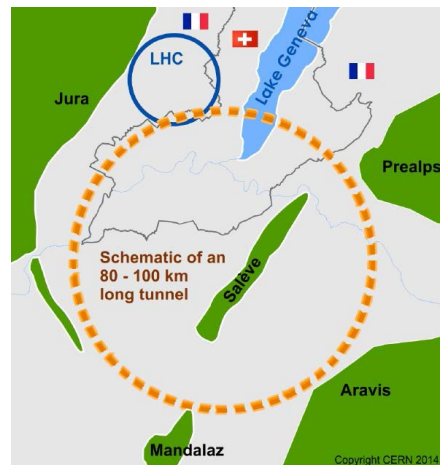 LHC
Lake Geneva
Jura
Prealps
Schematic of an
80 - 100 km
long tunnel
Salève
Aravis
Mandalaz
Copyright CERN 2014